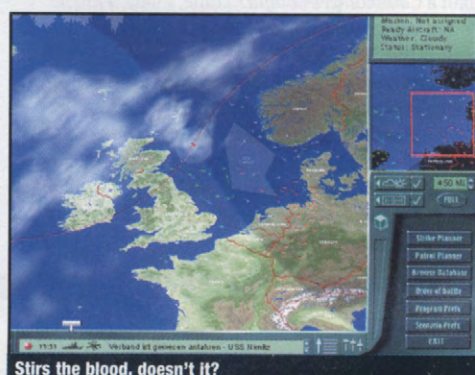 Mission: Not assigned
Ready Aircraft: NA
Weather: Cloudy
Status: Stationary
50 NM
FULL
Strike Planner
Patrol Planner
Browse Database
Order of Battle
Program Prefs
Scenario Prefs
EXIT
Verband ist gewesen anfahren - USS Nimitz
Stirs the blood, doesn't it?